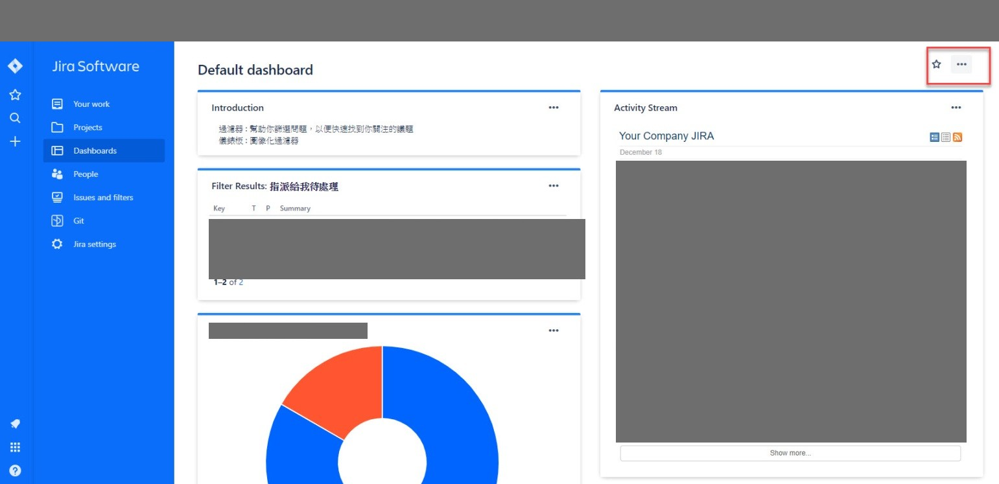 Jira Software
Your work
Projects
Dashboards
People
Issues and filters
Git
Jira settings
Default dashboard
Introduction
過濾器 : 幫助你篩選問題，以便快速找到你關注的議題
儀錶板 : 圖像化過濾器
Filter Results: 指派給我待處理
Key T P Summary
1–2 of 2
Activity Stream
Your Company JIRA
December 18
Show more...